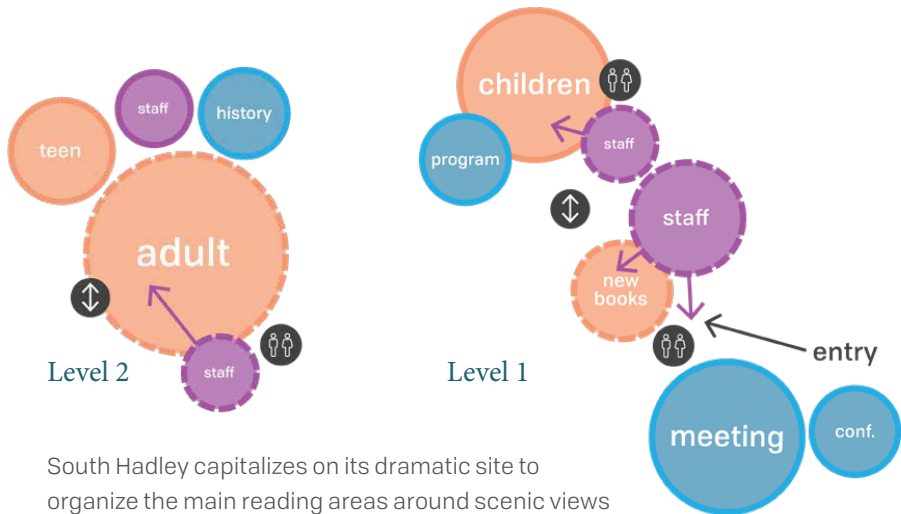 staff
history
teen
adult
staff
Level 2
children
staff
program
staff
new
books
entry
Level 1
meeting
conf.
South Hadley capitalizes on its dramatic site to
organize the main reading areas around scenic views